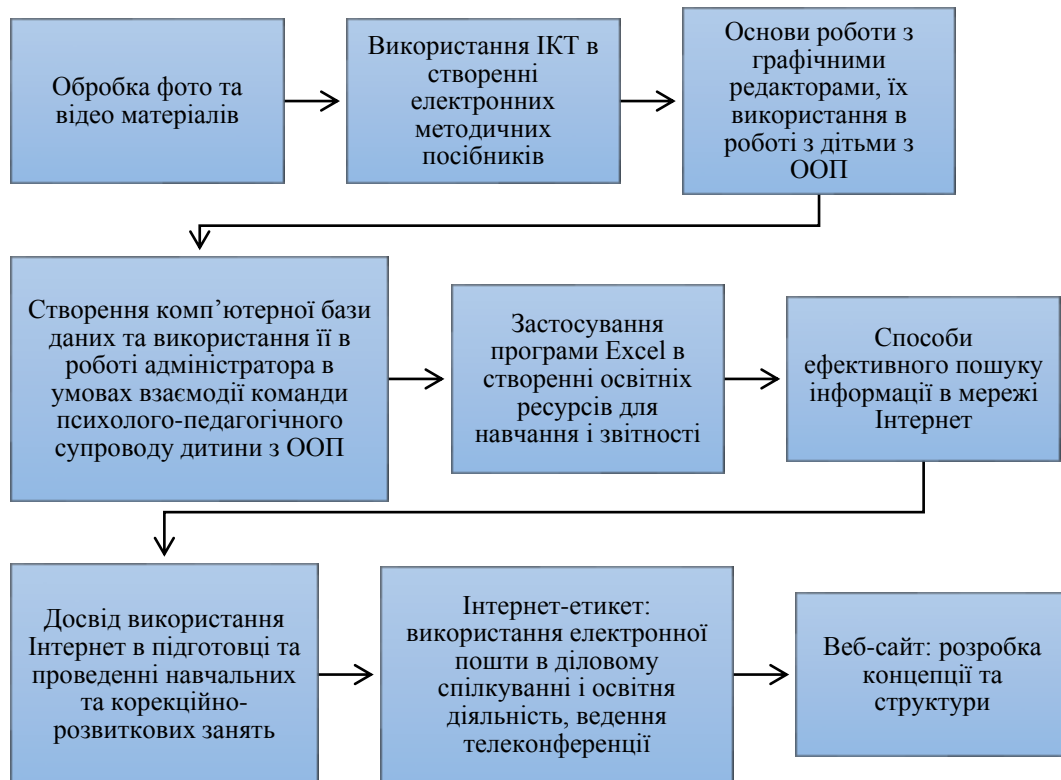 Обробка фото та
відео матеріалів
Використання ІКТ в
створенні
електронних
методичних
посібників
Основи роботи з
графічними
редакторами, їх
використання в
роботі з дітьми з
ООП
Створення комп’ютерної бази
даних та використання її в
роботі адміністратора в
умовах взаємодії команди
психолого-педагогічного
супроводу дитини з ООП
Застосування
програми Excel в
створенні освітніх
ресурсів для
навчання і звітності
Способи
ефективного пошуку
інформації в мережі
Інтернет
Досвід використання
Інтернет в підготовці та
проведенні навчальних
та корекційно-
розвиткових занять
Інтернет-етикет:
використання електронної
пошти в діловому
спілкуванні і освітня
діяльність, ведення
телеконференції
Веб-сайт: розробка
концепції та
структури